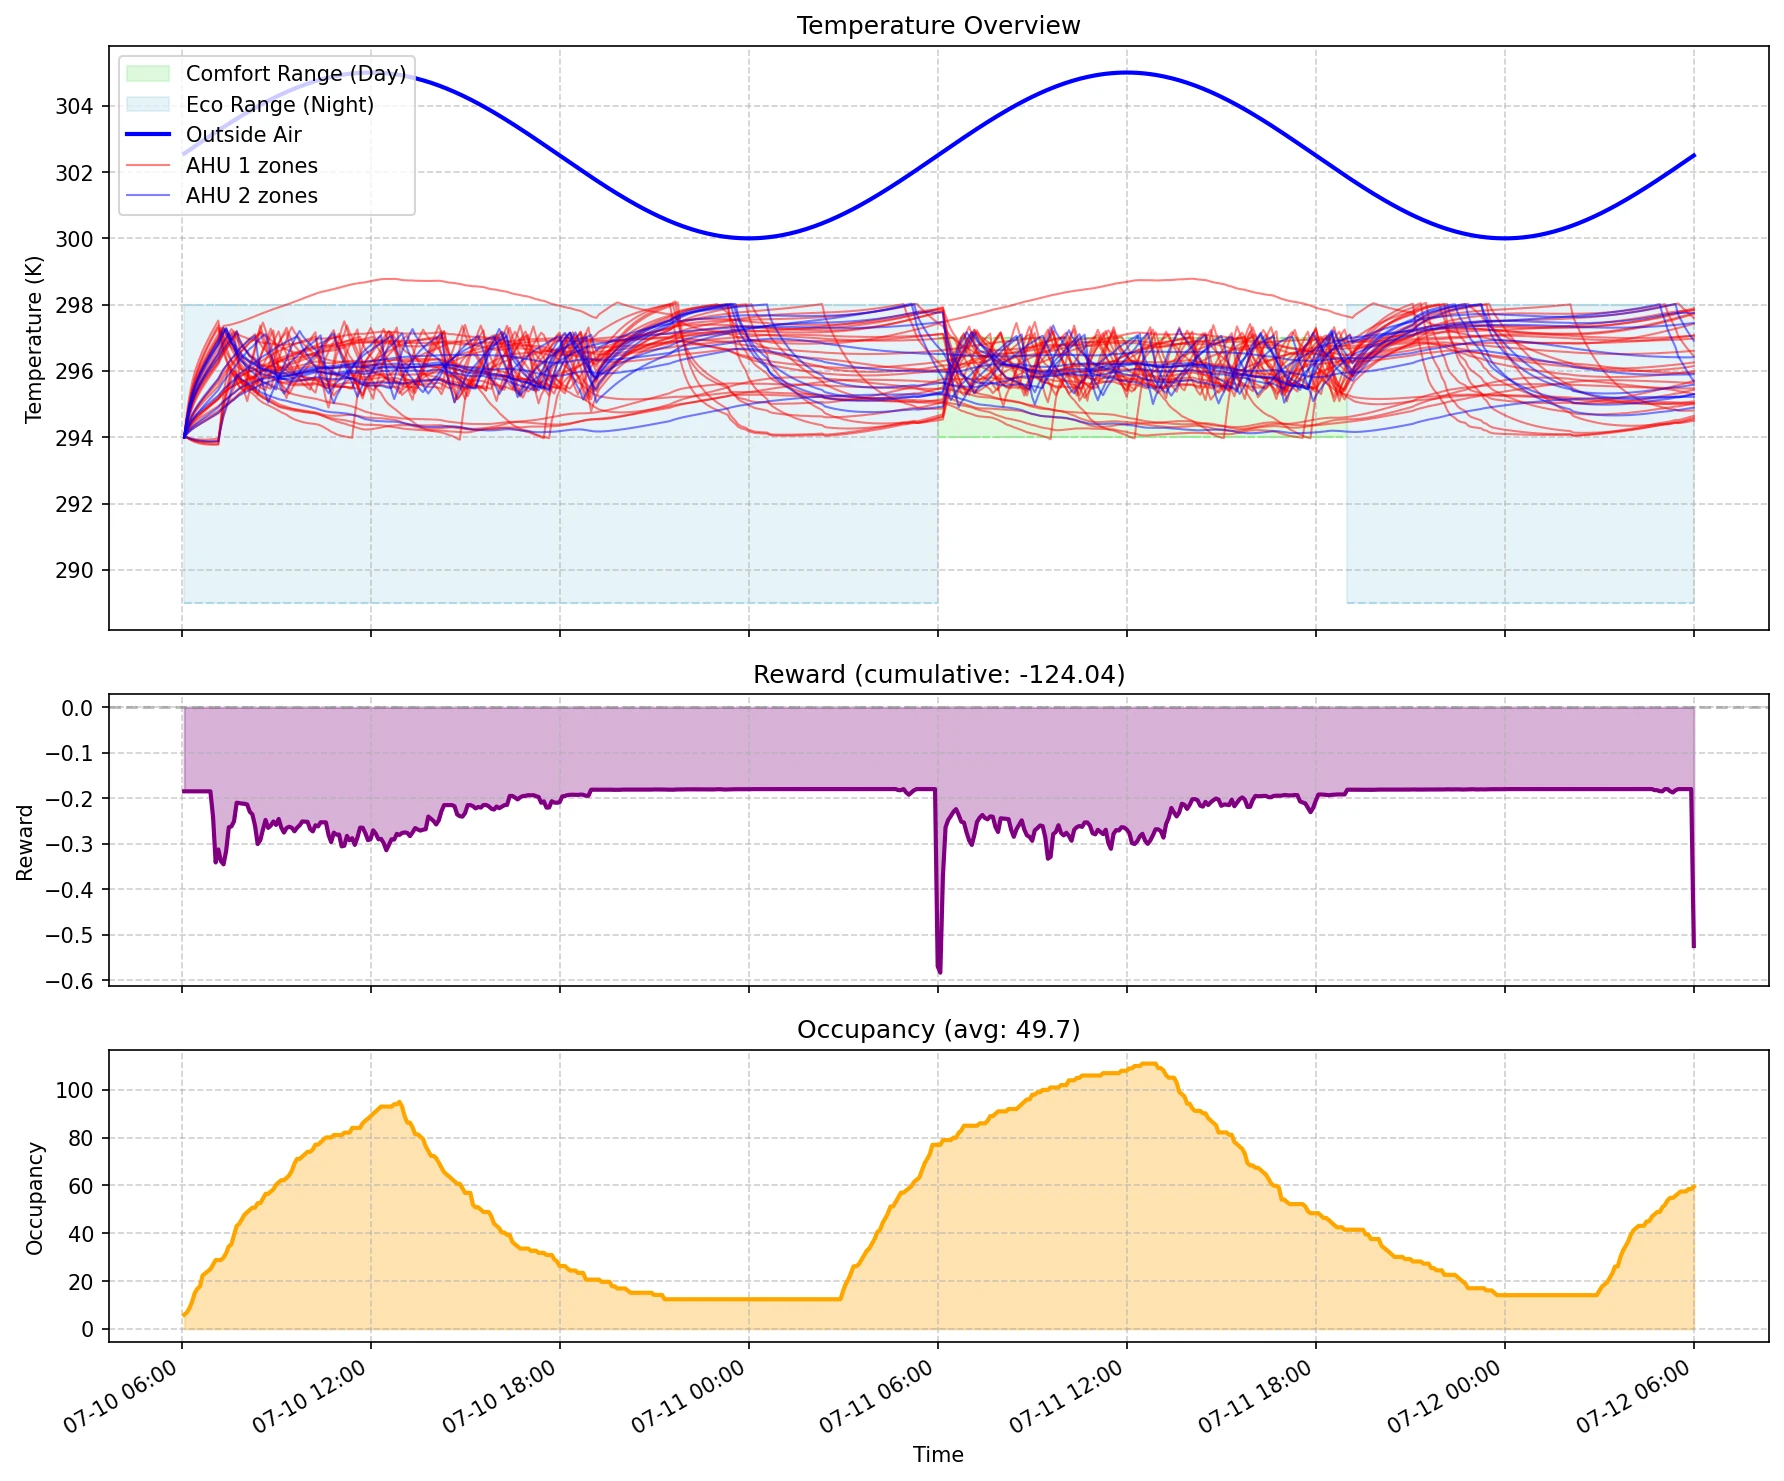 Temperature Overview
Comfort Range (Day)
Eco Range (Night)
Outside Air
AHU 1 zones
AHU 2 zones
Temperature (K)
304
302
300
298
296
294
292
290
Reward (cumulative: -124.04)
Reward
0.0
−0.1
−0.2
−0.3
−0.4
−0.5
−0.6
Occupancy (avg: 49.7)
Occupancy
100
80
60
40
20
0
07-10 06:00
07-10 12:00
07-10 18:00
07-11 00:00
07-11 06:00
07-11 12:00
07-11 18:00
07-12 00:00
07-12 06:00
Time